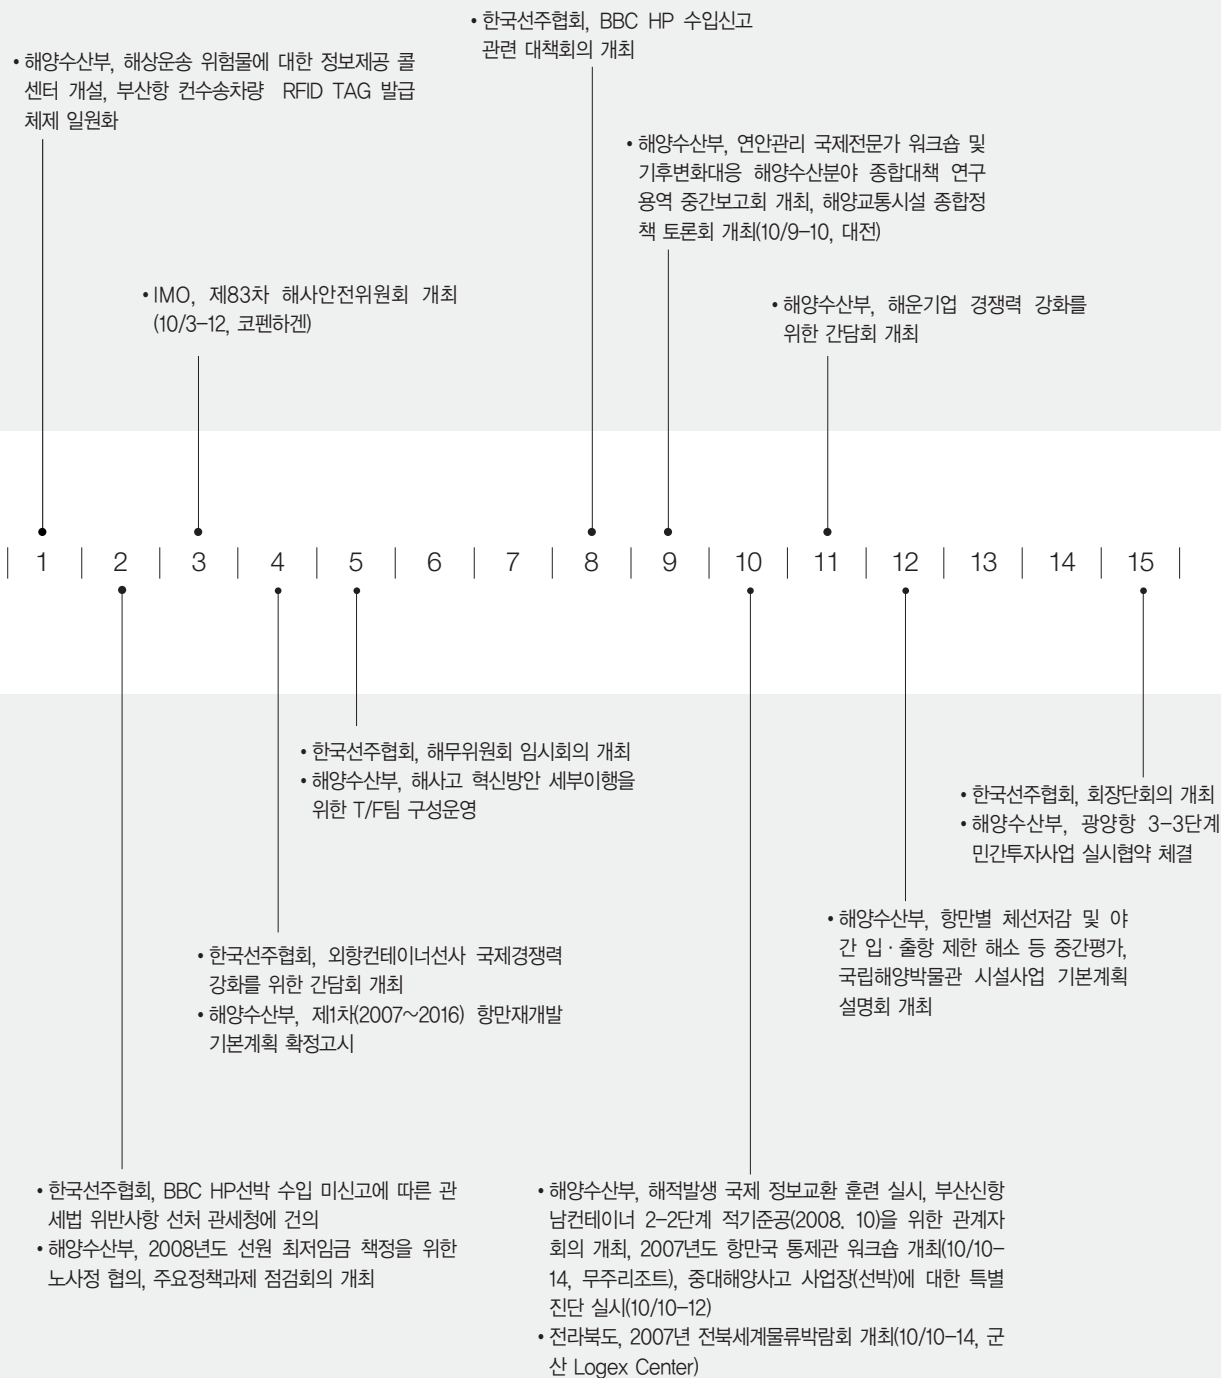 • 한국선주협회, BBC HP 수입신고
관련 대책회의 개최
• 해양수산부, 해상운송 위험물에 대한 정보제공 콜
센터 개설, 부산항 컨수송차량 RFID TAG 발급
체제 일원화
• 해양수산부, 연안관리 국제전문가 워크숍 및
기후변화대응 해양수산분야 종합대책 연구
용역 중간보고회 개최, 해양교통시설 종합정
책 토론회 개최(10/9-10, 대전)
• IMO, 제83차 해사안전위원회 개최
(10/3-12, 코펜하겐)
• 해양수산부, 해운기업 경쟁력 강화를
위한 간담회 개최
| 1 | 2 | 3 | 4 | 5 | 6 | 7 | 8 | 9 | 10 | 11 | 12 | 13 | 14 | 15 |
• 한국선주협회, 해무위원회 임시회의 개최
• 해양수산부, 해사고 혁신방안 세부이행을
위한 T/F팀 구성운영
• 한국선주협회, 회장단회의 개최
• 해양수산부, 광양항 3-3단계
민간투자사업 실시협약 체결
• 한국선주협회, 외항컨테이너선사 국제경쟁력
강화를 위한 간담회 개최
• 해양수산부, 제1차(2007~2016) 항만재개발
기본계획 확정고시
• 해양수산부, 항만별 체선저감 및 야
간 입·출항 제한 해소 등 중간평가,
국립해양박물관 시설사업 기본계획
설명회 개최
• 한국선주협회, BBC HP선박 수입 미신고에 따른 관
세법 위반사항 선처 관세청에 건의
• 해양수산부, 2008년도 선원 최저임금 책정을 위한
노사정 협의, 주요정책과제 점검회의 개최
• 해양수산부, 해적발생 국제 정보교환 훈련 실시, 부산신항
남컨테이너 2-2단계 적기준공(2008. 10)을 위한 관계자
회의 개최, 2007년도 항만국 통제관 워크숍 개최(10/10-
14, 무주리조트), 중대해양사고 사업장(선박)에 대한 특별
진단 실시(10/10-12)
• 전라북도, 2007년 전북세계물류박람회 개최(10/10-14, 군
산 Logex Center)